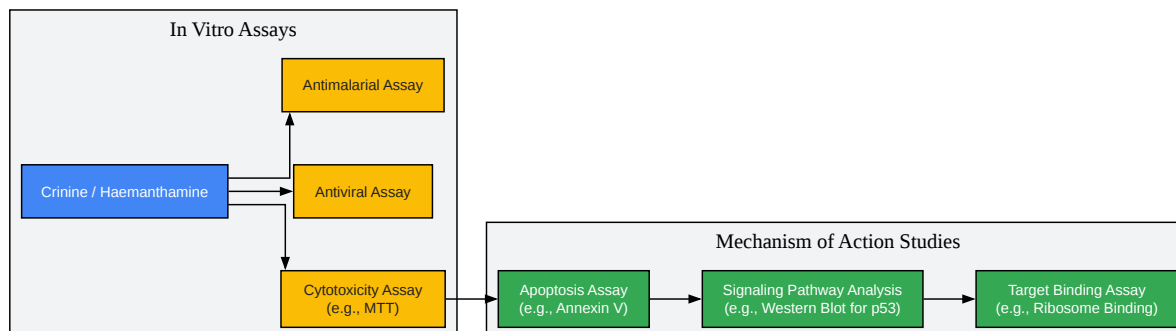 In Vitro Assays
Antimalarial Assay
Crinine / Haemanthamine
Antiviral Assay
Cytotoxicity Assay
(e.g., MTT)
Mechanism of Action Studies
Apoptosis Assay
(e.g., Annexin V)
Signaling Pathway Analysis
(e.g., Western Blot for p53)
Target Binding Assay
(e.g., Ribosome Binding)